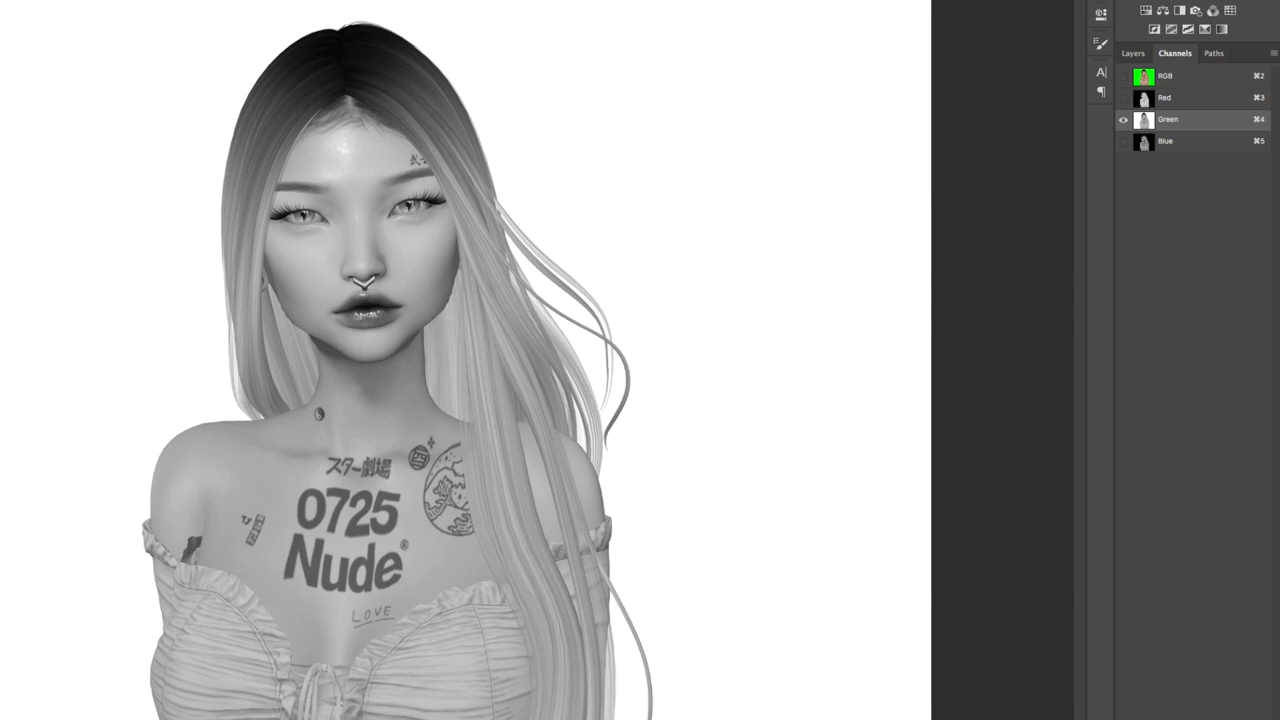 Layers Channels Paths
RGB ⌘2
Red ⌘3
Green ⌘4
Blue ⌘5
A|
¶
四
スター劇場
0725
Nude®
LOVE